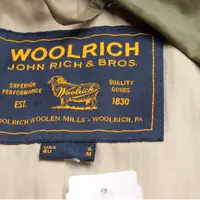 WOOLRICH
JOHN RICH & BROS.
SUPERIOR PERFORMANCE
QUALITY GOODS
WOOLRICH
EST. 1830
WOOLRICH WOOLEN MILLS - WOOLRICH, PA
USA S
EU M